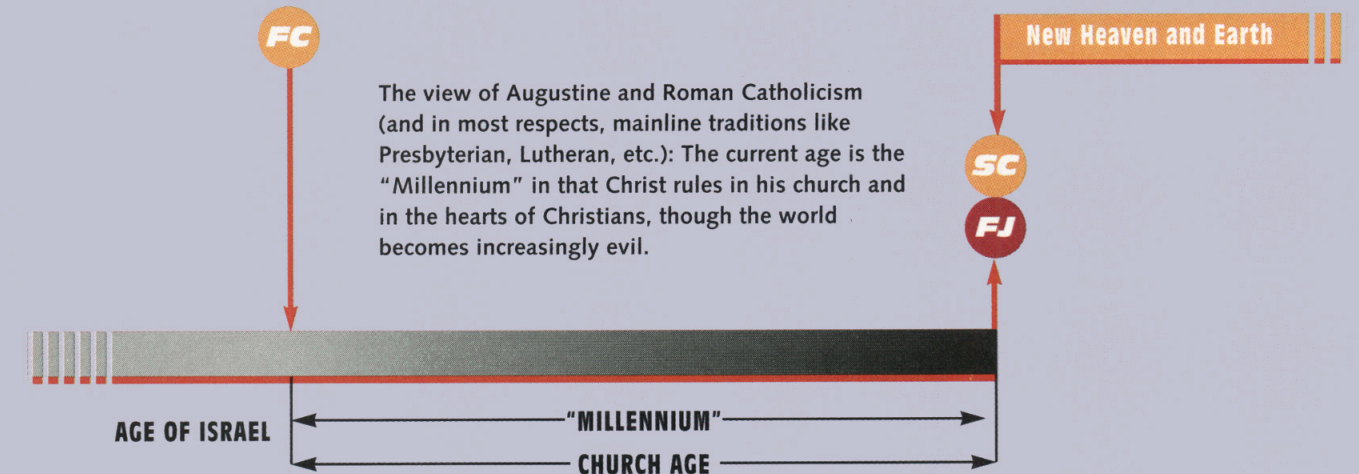 FC
New Heaven and Earth
The view of Augustine and Roman Catholicism
(and in most respects, mainline traditions like
Presbyterian, Lutheran, etc.): The current age is the
“Millennium” in that Christ rules in his church and
in the hearts of Christians, though the world
becomes increasingly evil.
SC
FJ
AGE OF ISRAEL
“MILLENNIUM”
CHURCH AGE